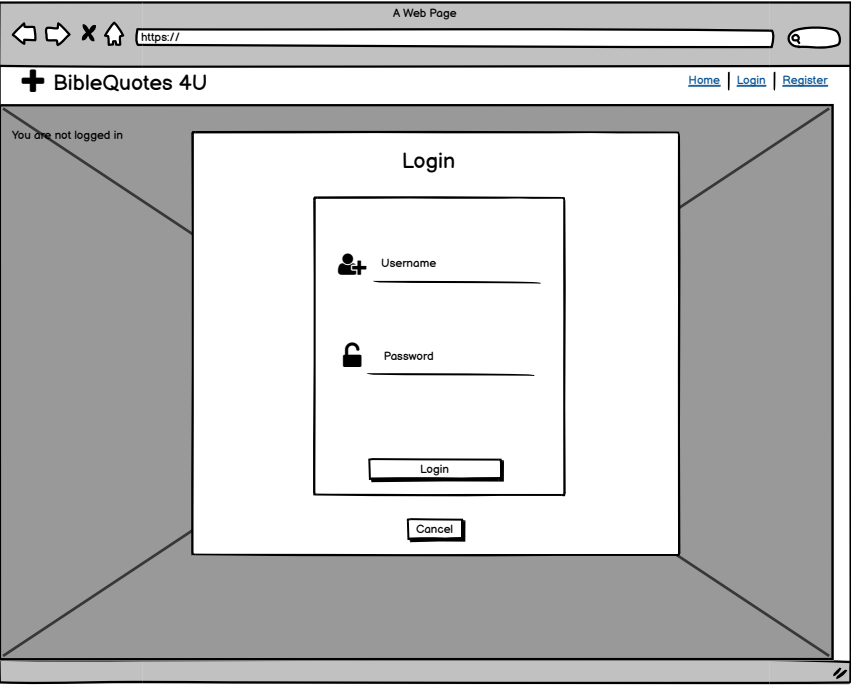 A Web Page
https://
BibleQuotes 4U
Home | Login | Register
You are not logged in
Login
Username
Password
Login
Cancel